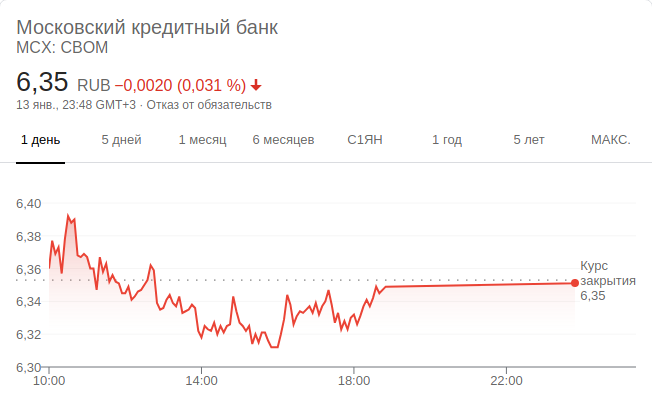 Московский кредитный банк
MCX: CBOM
6,35 RUB −0,0020 (0,031 %)
13 янв., 23:48 GMT+3 · Отказ от обязательств
1 день 5 дней 1 месяц 6 месяцев С1ЯН 1 год 5 лет МАКС.
6,40
6,38
6,36
6,34
6,32
6,30
Курс
закрытия
6,35
10:00 14:00 18:00 22:00